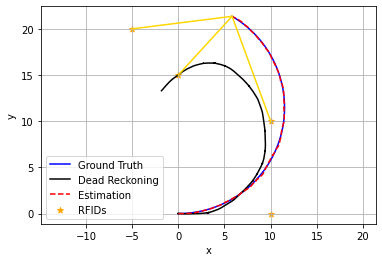 20
15
10
5
0
y
Ground Truth
Dead Reckoning
Estimation
RFIDs
−10 −5 0 5 10 15 20
x